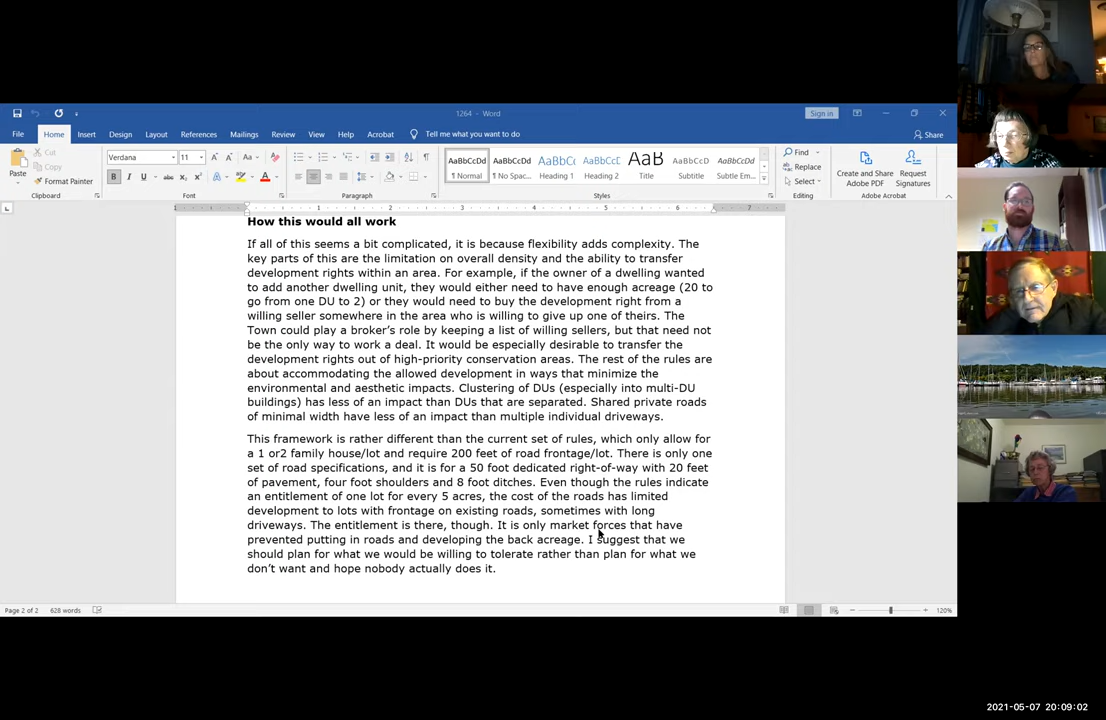 1264 - Word
Sign in
File Home Insert Design Layout References Mailings Review View Help Acrobat Tell me what you want to do Share
Paste
Cut
Copy
Format Painter
Clipboard
Verdana 11
Font
Paragraph
AaBbCcDd AaBbCcDd AaBbC( AaBbCcE AaB AaBbCcD AaBbCcD
¶ Normal ¶ No Spac... Heading 1 Heading 2 Title Subtitle Subtle Em...
Styles
Find
Replace
Select
Editing
Create and Share Adobe PDF
Request Signatures
Adobe Acrobat
1 1 2 3 4 5 6 7
How this would all work
If all of this seems a bit complicated, it is because flexibility adds complexity. The
key parts of this are the limitation on overall density and the ability to transfer
development rights within an area. For example, if the owner of a dwelling wanted
to add another dwelling unit, they would either need to have enough acreage (20 to
go from one DU to 2) or they would need to buy the development right from a
willing seller somewhere in the area who is willing to give up one of theirs. The
Town could play a broker's role by keeping a list of willing sellers, but that need not
be the only way to work a deal. It would be especially desirable to transfer the
development rights out of high-priority conservation areas. The rest of the rules are
about accommodating the allowed development in ways that minimize the
environmental and aesthetic impacts. Clustering of DUs (especially into multi-DU
buildings) has less of an impact than DUs that are separated. Shared private roads
of minimal width have less of an impact than multiple individual driveways.
This framework is rather different than the current set of rules, which only allow for
a 1 or2 family house/lot and require 200 feet of road frontage/lot. There is only one
set of road specifications, and it is for a 50 foot dedicated right-of-way with 20 feet
of pavement, four foot shoulders and 8 foot ditches. Even though the rules indicate
an entitlement of one lot for every 5 acres, the cost of the roads has limited
development to lots with frontage on existing roads, sometimes with long
driveways. The entitlement is there, though. It is only market forces that have
prevented putting in roads and developing the back acreage. I suggest that we
should plan for what we would be willing to tolerate rather than plan for what we
don't want and hope nobody actually does it.
Page 2 of 2 628 words 120%
2021-05-07 20:09:02